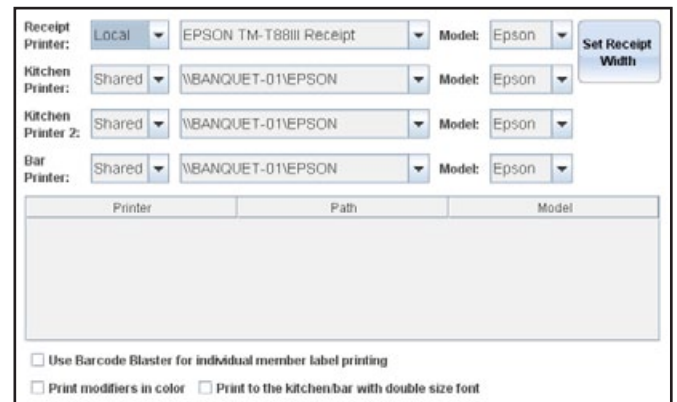 Receipt Printer: Local EPSON TM-T88III Receipt Model: Epson Set Receipt Width
Kitchen Printer: Shared \\BANQUET-01\EPSON Model: Epson
Kitchen Printer 2: Shared \\BANQUET-01\EPSON Model: Epson
Bar Printer: Shared \\BANQUET-01\EPSON Model: Epson
Printer Path Model
Use Barcode Blaster for individual member label printing
Print modifiers in color Print to the kitchen/bar with double size font